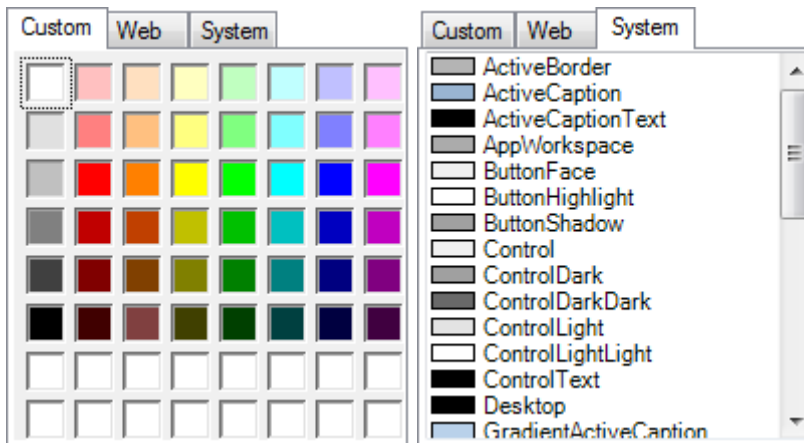 Custom Web System
Custom Web System
ActiveBorder
ActiveCaption
ActiveCaptionText
AppWorkspace
ButtonFace
ButtonHighlight
ButtonShadow
Control
ControlDark
ControlDarkDark
ControlLight
ControlLightLight
ControlText
Desktop
GradientActiveCaption